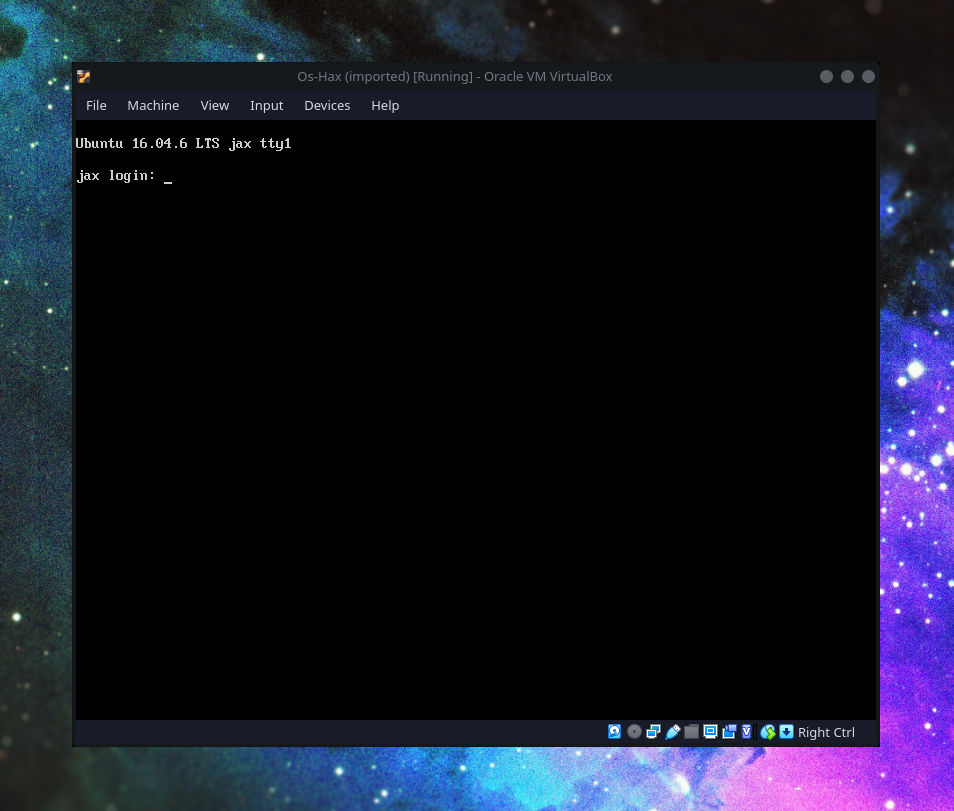 Os-Hax (imported) [Running] - Oracle VM VirtualBox
File Machine View Input Devices Help
Ubuntu 16.04.6 LTS jax tty1
jax login: _
Right Ctrl